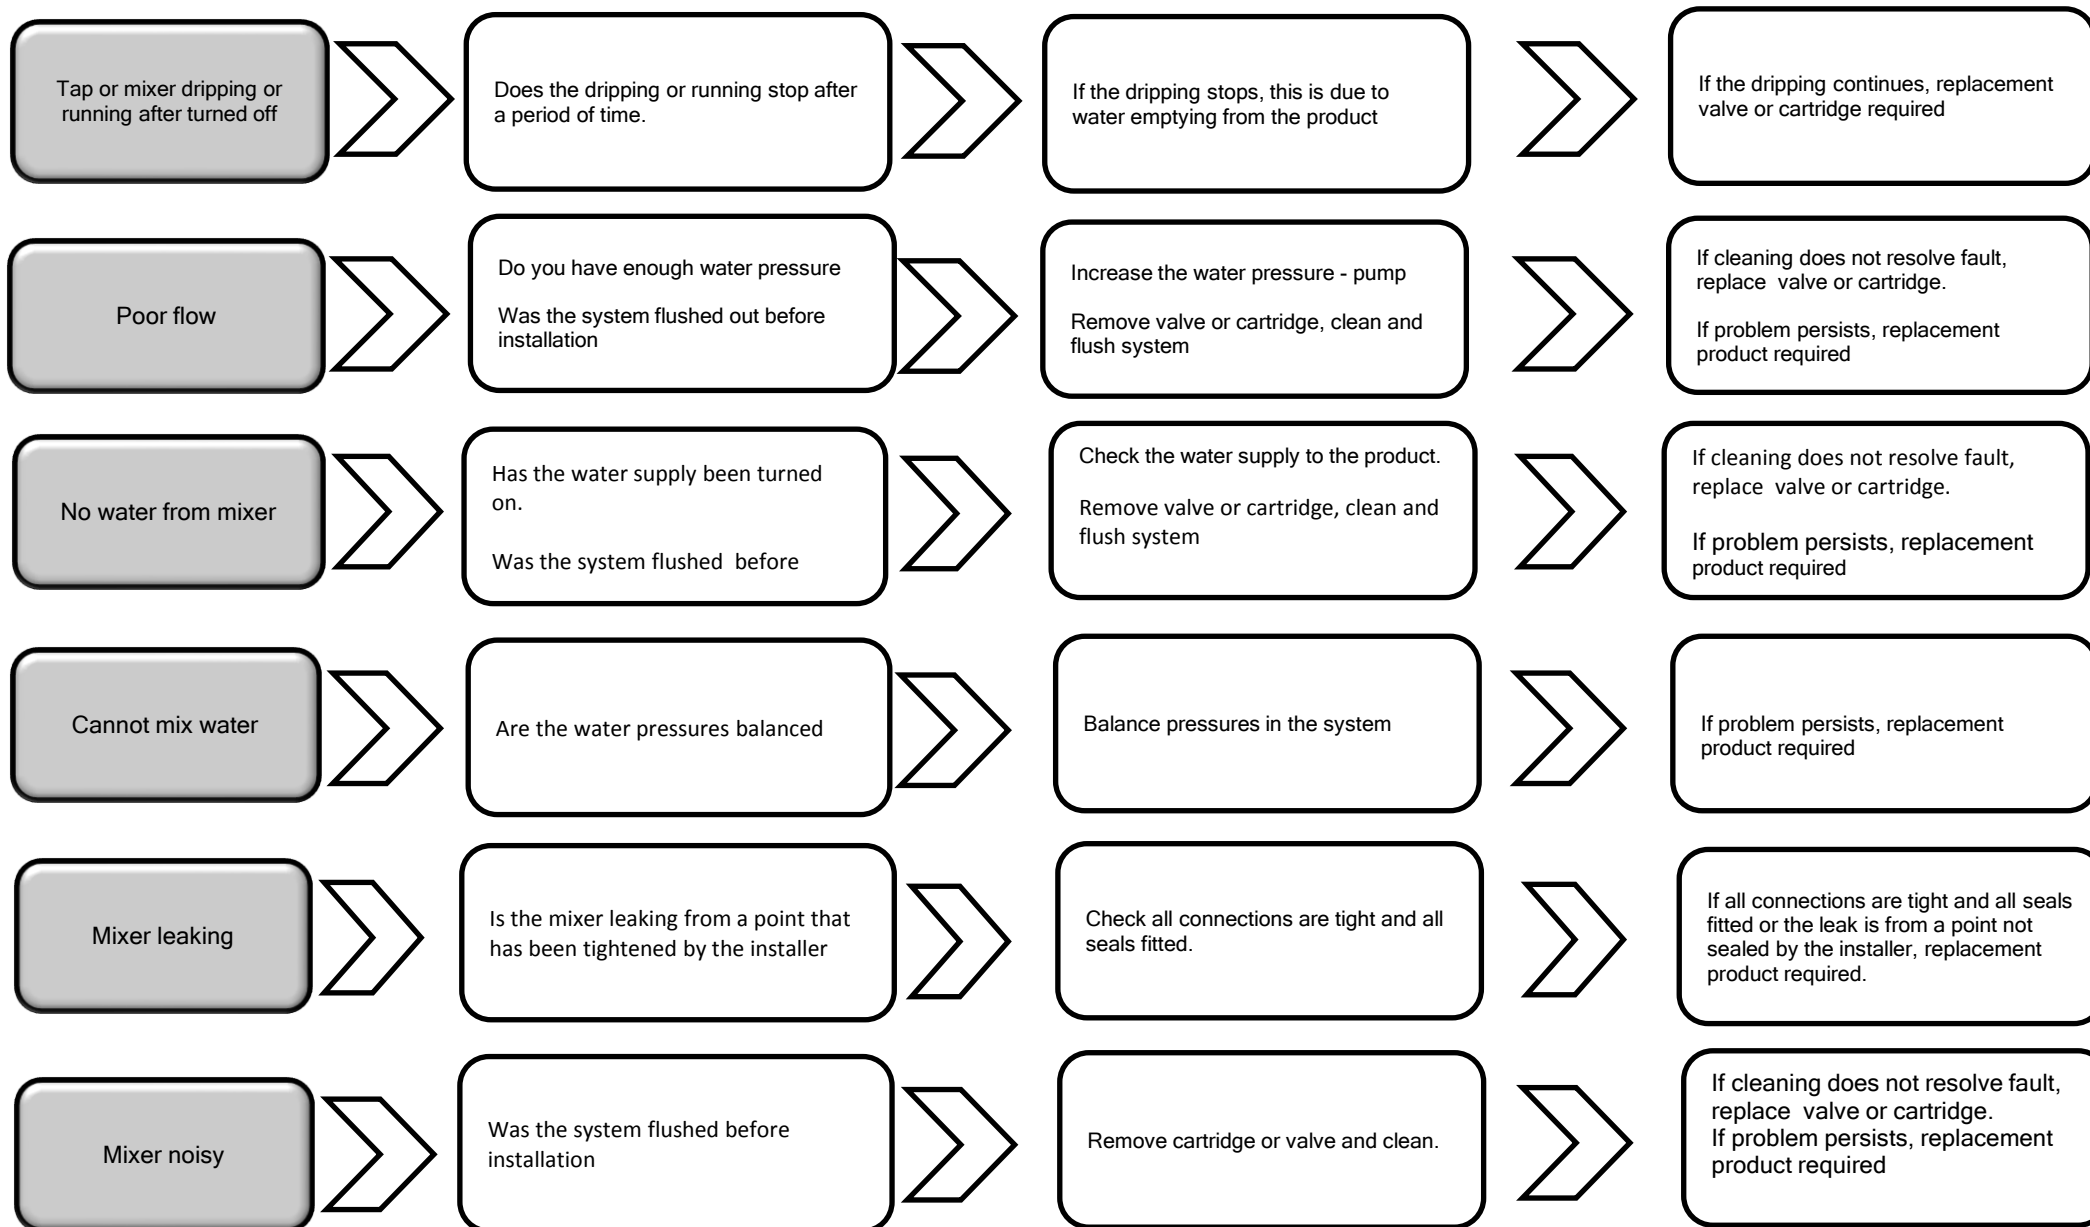 Tap or mixer dripping or
running after turned off
Does the dripping or running stop after
a period of time.
If the dripping stops, this is due to
water emptying from the product
If the dripping continues, replacement
valve or cartridge required
Poor flow
Do you have enough water pressure
Was the system flushed out before
installation
Increase the water pressure - pump
Remove valve or cartridge, clean and
flush system
If cleaning does not resolve fault,
replace  valve or cartridge.
If problem persists, replacement
product required
No water from mixer
Has the water supply been turned
on.
Was the system flushed  before
Check the water supply to the product.
Remove valve or cartridge, clean and
flush system
If cleaning does not resolve fault,
replace  valve or cartridge.
If problem persists, replacement
product required
Cannot mix water
Are the water pressures balanced
Balance pressures in the system
If problem persists, replacement
product required
Mixer leaking
Is the mixer leaking from a point that
has been tightened by the installer
Check all connections are tight and all
seals fitted.
If all connections are tight and all seals
fitted or the leak is from a point not
sealed by the installer, replacement
product required.
Mixer noisy
Was the system flushed before
installation
Remove cartridge or valve and clean.
If cleaning does not resolve fault,
replace  valve or cartridge.
If problem persists, replacement
product required